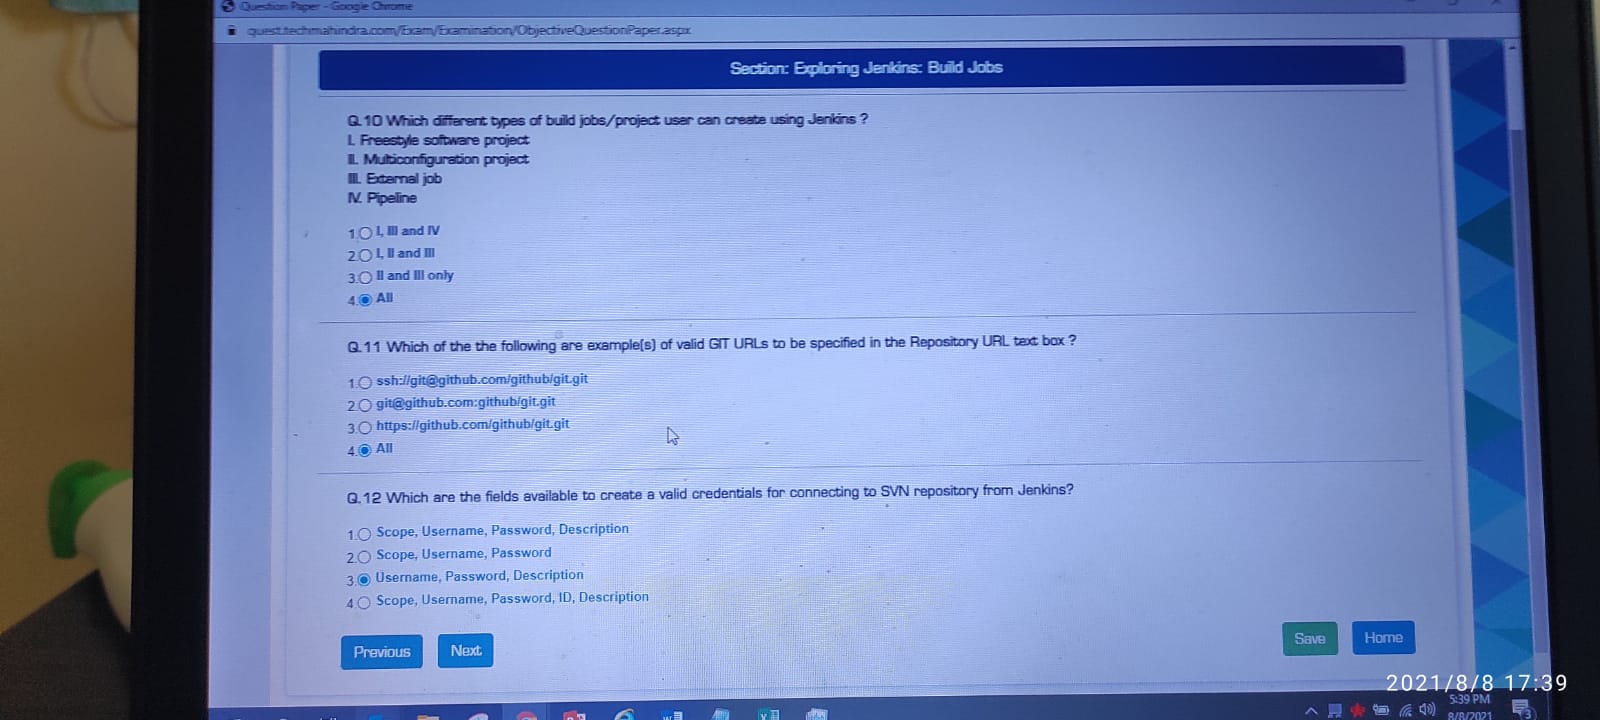 Question Paper - Google Chrome
quest.techmahindra.com/Exam/Examination/ObjectiveQuestionPaper.aspx
Section: Exploring Jenkins: Build Jobs
Q.10 Which different types of build jobs/project user can create using Jenkins ?
I. Freestyle software project
II. Multiconfiguration project
III. External job
IV. Pipeline
1. I, III and IV
2. I, II and III
3. II and III only
4. All
Q.11 Which of the the following are example(s) of valid GIT URLs to be specified in the Repository URL text box ?
1. ssh://git@github.com/github/git.git
2. git@github.com:github/git.git
3. https://github.com/github/git.git
4. All
Q.12 Which are the fields available to create a valid credentials for connecting to SVN repository from Jenkins?
1. Scope, Username, Password, Description
2. Scope, Username, Password
3. Username, Password, Description
4 Scope, Username, Password, ID, Description
Previous Next Save Home
2021/8/8 17:39
5:39 PM
8/8/2021
3